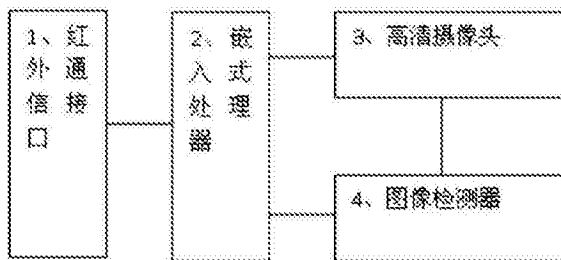 1、红
外通
信接
口
2、嵌
入式
处理
器
3、高清摄像头
4、图像检测器